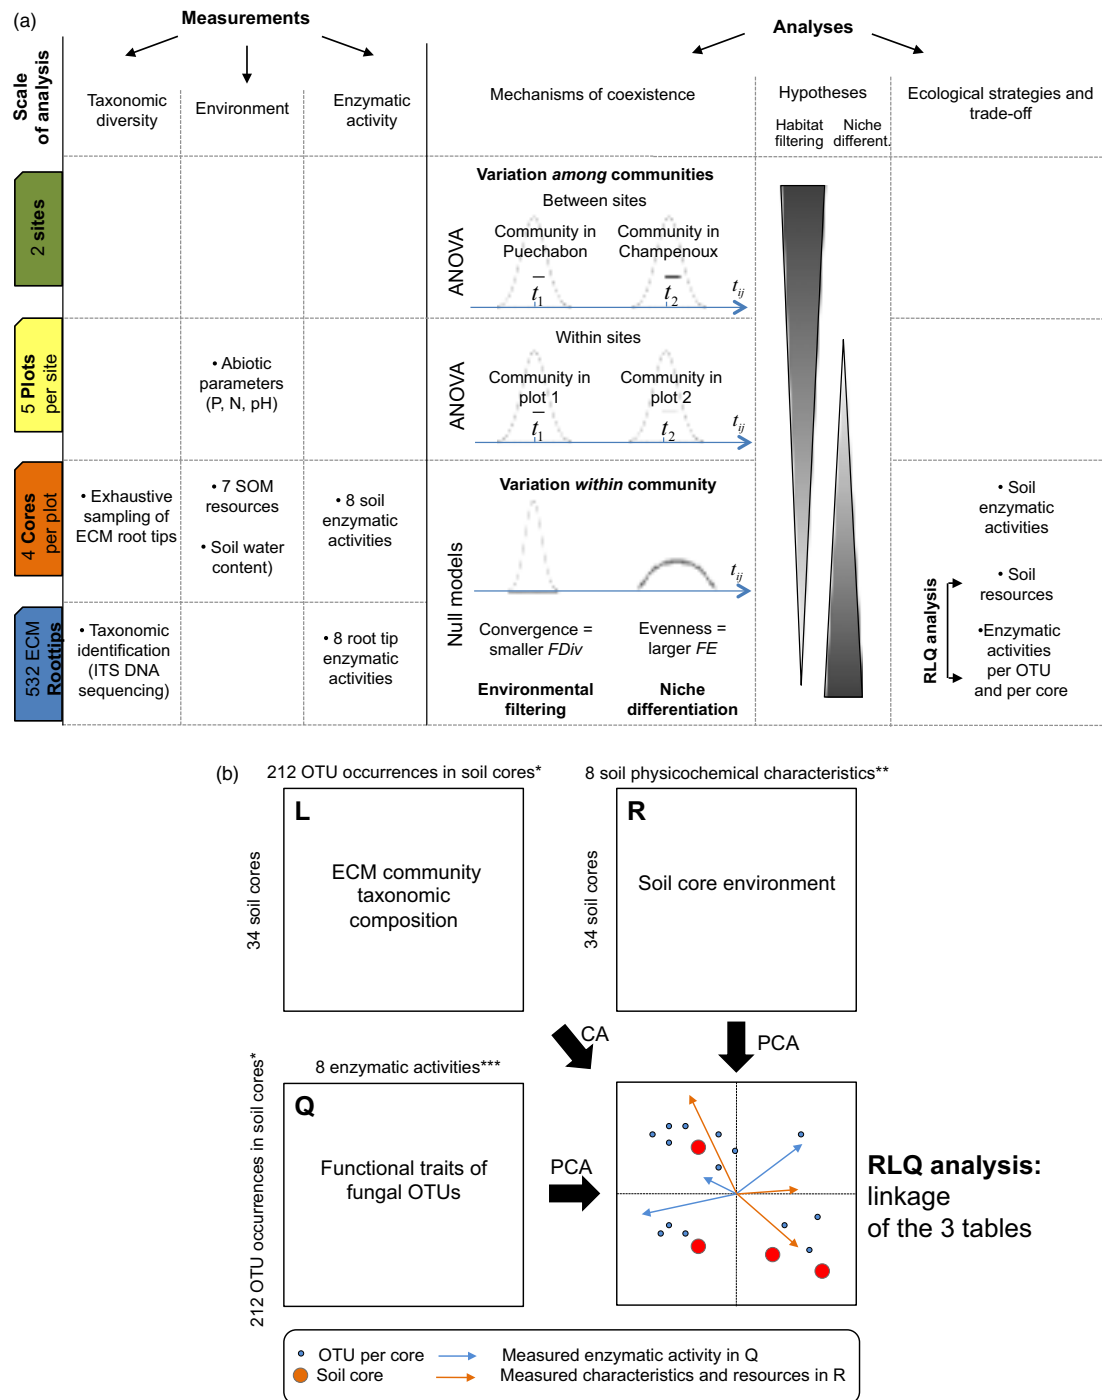 (a)
Measurements
Analyses
Scale
of analysis
Taxonomic
diversity
Environment
Enzymatic
activity
Mechanisms of coexistence
Hypotheses
Habitat
filtering
Niche
different.
Ecological strategies and
trade-off
2 sites
Variation among communities
Between sites
ANOVA
Community in
Puechabon
Community in
Champenoux
t1
t2
tij
5 Plots
per site
• Abiotic
parameters
(P, N, pH)
Within sites
ANOVA
Community in
plot 1
Community in
plot 2
t1
t2
tij
4 Cores
per plot
• Exhaustive
sampling of
ECM root tips
• 7 SOM
resources
• Soil water
content)
• 8 soil
enzymatic
activities
Variation within community
Null models
tij
• Soil
enzymatic
activities
532 ECM
Roottips
• Taxonomic
identification
(ITS DNA
sequencing)
• 8 root tip
enzymatic
activities
Convergence =
smaller FDiv
Evenness =
larger FE
Environmental
filtering
Niche
differentiation
RLQ analysis
• Soil
resources
•Enzymatic
activities
per OTU
and per core
(b)
212 OTU occurrences in soil cores*
8 soil physicochemical characteristics**
34 soil cores
L
ECM community
taxonomic
composition
34 soil cores
R
Soil core environment
CA
PCA
8 enzymatic activities***
212 OTU occurrences in soil cores*
Q
Functional traits of
fungal OTUs
PCA
RLQ analysis:
linkage
of the 3 tables
OTU per core
Measured enzymatic activity in Q
Soil core
Measured characteristics and resources in R